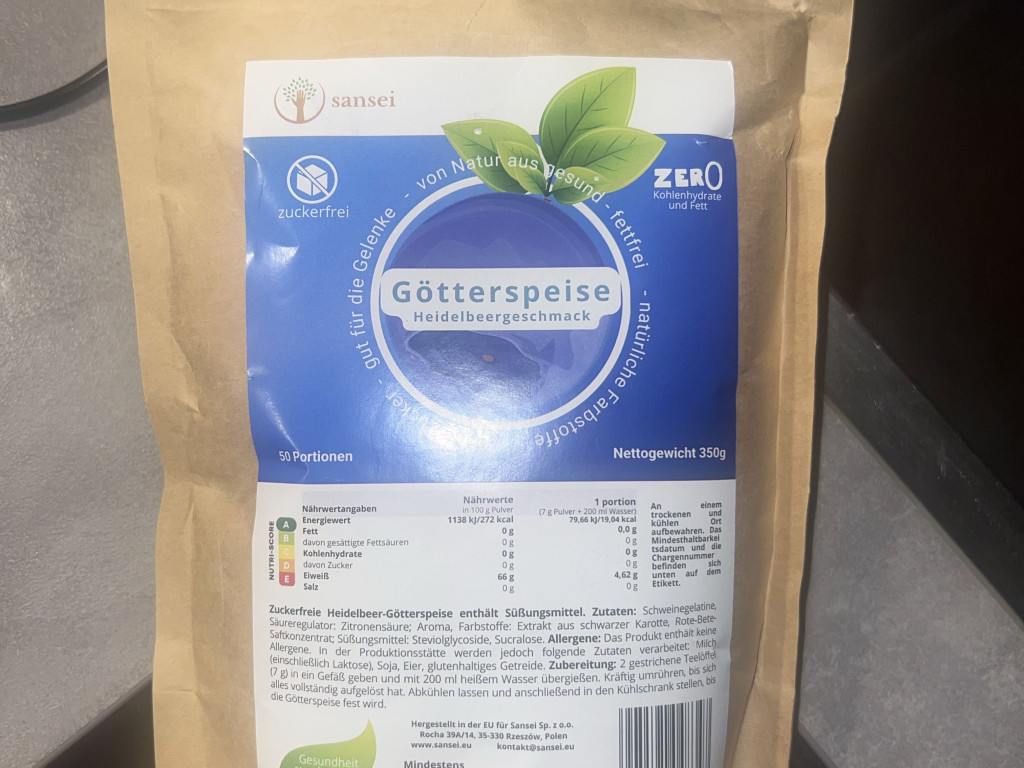 sansei
zuckerfrei
ZERO
Kohlenhydrate
und Fett
- gut für die Gelenke - von Natur aus gesund - fettfrei - natürliche Farbstoffe
Götterspeise
Heidelbeergeschmack
50 Portionen
Nettogewicht 350g
NUTRI-SCORE
A
B
C
D
E
Nährwertangaben Nährwerte in 100 g Pulver 1 portion (7 g Pulver + 200 ml Wasser)
Energiewert 1138 kJ/272 kcal 79,66 kJ/19,04 kcal
Fett 0 g 0,0 g
davon gesättigte Fettsäuren 0 g 0 g
Kohlenhydrate 0 g 0 g
davon Zucker 0 g 0 g
Eiweiß 66 g 4,62 g
Salz 0 g 0 g
An einem
trockenen und
kühlen Ort
aufbewahren. Das
Mindesthaltbarkei
tsdatum und die
Chargennummer
befinden sich
unten auf dem
Etikett.
Zuckerfreie Heidelbeer-Götterspeise enthält Süßungsmittel. Zutaten: Schweinegelatine,
Säureregulator: Zitronensäure; Aroma, Farbstoffe: Extrakt aus schwarzer Karotte, Rote-Bete-
Saftkonzentrat; Süßungsmittel: Steviolglycoside, Sucralose. Allergene: Das Produkt enthält keine
Allergene. In der Produktionsstätte werden jedoch folgende Zutaten verarbeitet: Milch
(einschließlich Laktose), Soja, Eier, glutenhaltiges Getreide. Zubereitung: 2 gestrichene Teelöffel
(7 g) in ein Gefäß geben und mit 200 ml heißem Wasser übergießen. Kräftig umrühren, bis sich
alles vollständig aufgelöst hat. Abkühlen lassen und anschließend in den Kühlschrank stellen, bis
die Götterspeise fest wird.
Hergestellt in der EU für Sansei Sp. z o.o.
Rocha 39A/14, 35-330 Rzeszów, Polen
www.sansei.eu kontakt@sansei.eu
Gesundheit
Mindestens